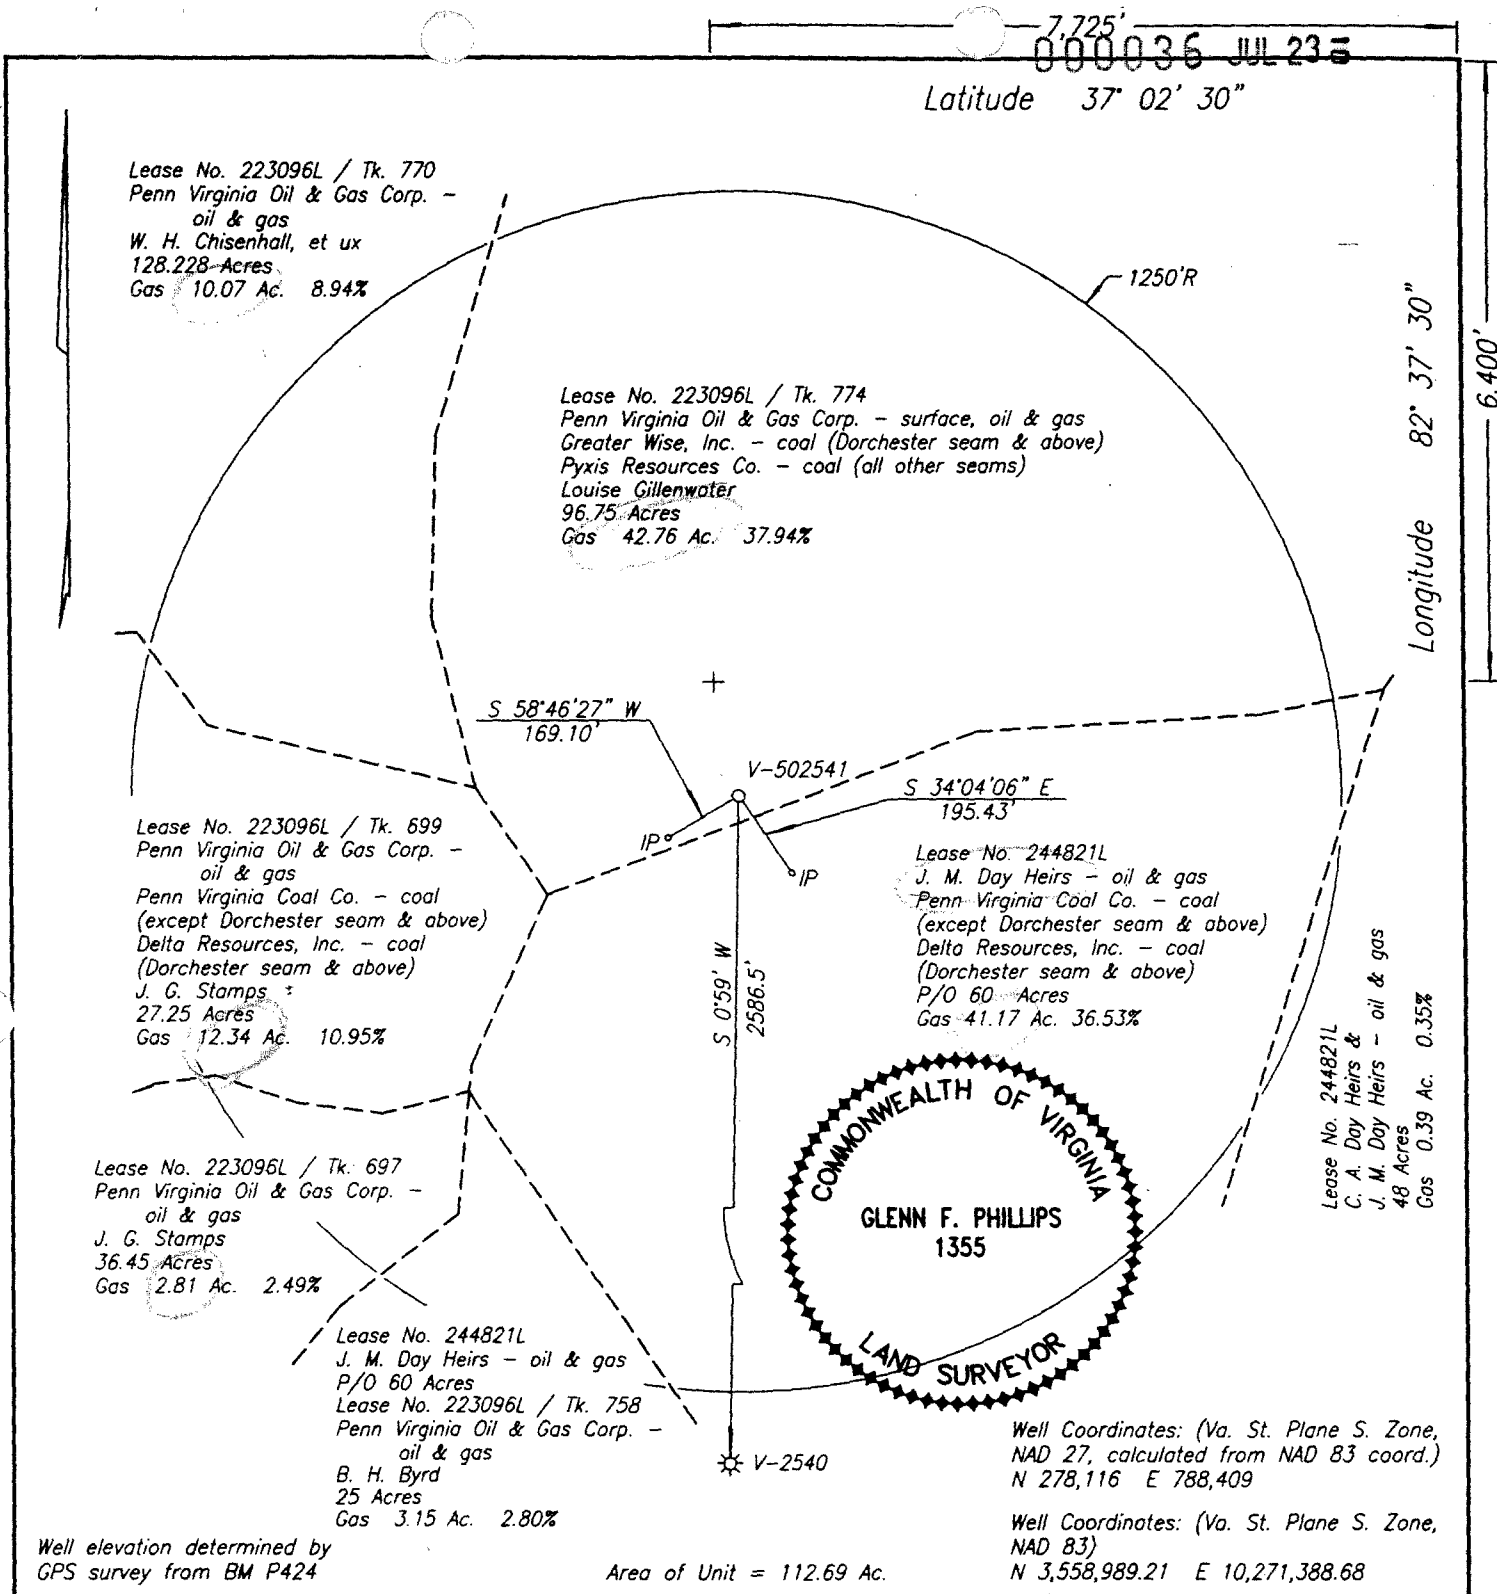 7,725'
000036 JUL 23
Latitude 37° 02' 30"
Lease No. 223096L / Tk. 770
Penn Virginia Oil & Gas Corp. –
oil & gas
W. H. Chisenhall, et ux
128.228 Acres
Gas 10.07 Ac. 8.94%
1250'R
Longitude 82° 37' 30"
6,400'
Lease No. 223096L / Tk. 774
Penn Virginia Oil & Gas Corp. – surface, oil & gas
Greater Wise, Inc. – coal (Dorchester seam & above)
Pyxis Resources Co. – coal (all other seams)
Louise Gillenwater
96.75 Acres
Gas 42.76 Ac. 37.94%
S 58°46'27" W
169.10'
V-502541
S 34°04'06" E
195.43'
IP
IP
Lease No. 223096L / Tk. 699
Penn Virginia Oil & Gas Corp. –
oil & gas
Penn Virginia Coal Co. – coal
(except Dorchester seam & above)
Delta Resources, Inc. – coal
(Dorchester seam & above)
J. G. Stamps
27.25 Acres
Gas 12.34 Ac. 10.95%
Lease No. 244821L
J. M. Day Heirs – oil & gas
Penn Virginia Coal Co. – coal
(except Dorchester seam & above)
Delta Resources, Inc. – coal
(Dorchester seam & above)
P/O 60 Acres
Gas 41.17 Ac. 36.53%
S 0°59' W
2586.5'
Lease No. 244821L
C. A. Day Heirs &
J. M. Day Heirs – oil & gas
48 Acres
Gas 0.39 Ac. 0.35%
COMMONWEALTH OF VIRGINIA
GLENN F. PHILLIPS
1355
LAND SURVEYOR
Lease No. 223096L / Tk. 697
Penn Virginia Oil & Gas Corp. –
oil & gas
J. G. Stamps
36.45 Acres
Gas 2.81 Ac. 2.49%
Lease No. 244821L
J. M. Day Heirs – oil & gas
P/O 60 Acres
Lease No. 223096L / Tk. 758
Penn Virginia Oil & Gas Corp. –
oil & gas
B. H. Byrd
25 Acres
Gas 3.15 Ac. 2.80%
V-2540
Well Coordinates: (Va. St. Plane S. Zone,
NAD 27, calculated from NAD 83 coord.)
N 278,116 E 788,409
Well Coordinates: (Va. St. Plane S. Zone,
NAD 83)
N 3,558,989.21 E 10,271,388.68
Well elevation determined by
GPS survey from BM P424
Area of Unit = 112.69 Ac.